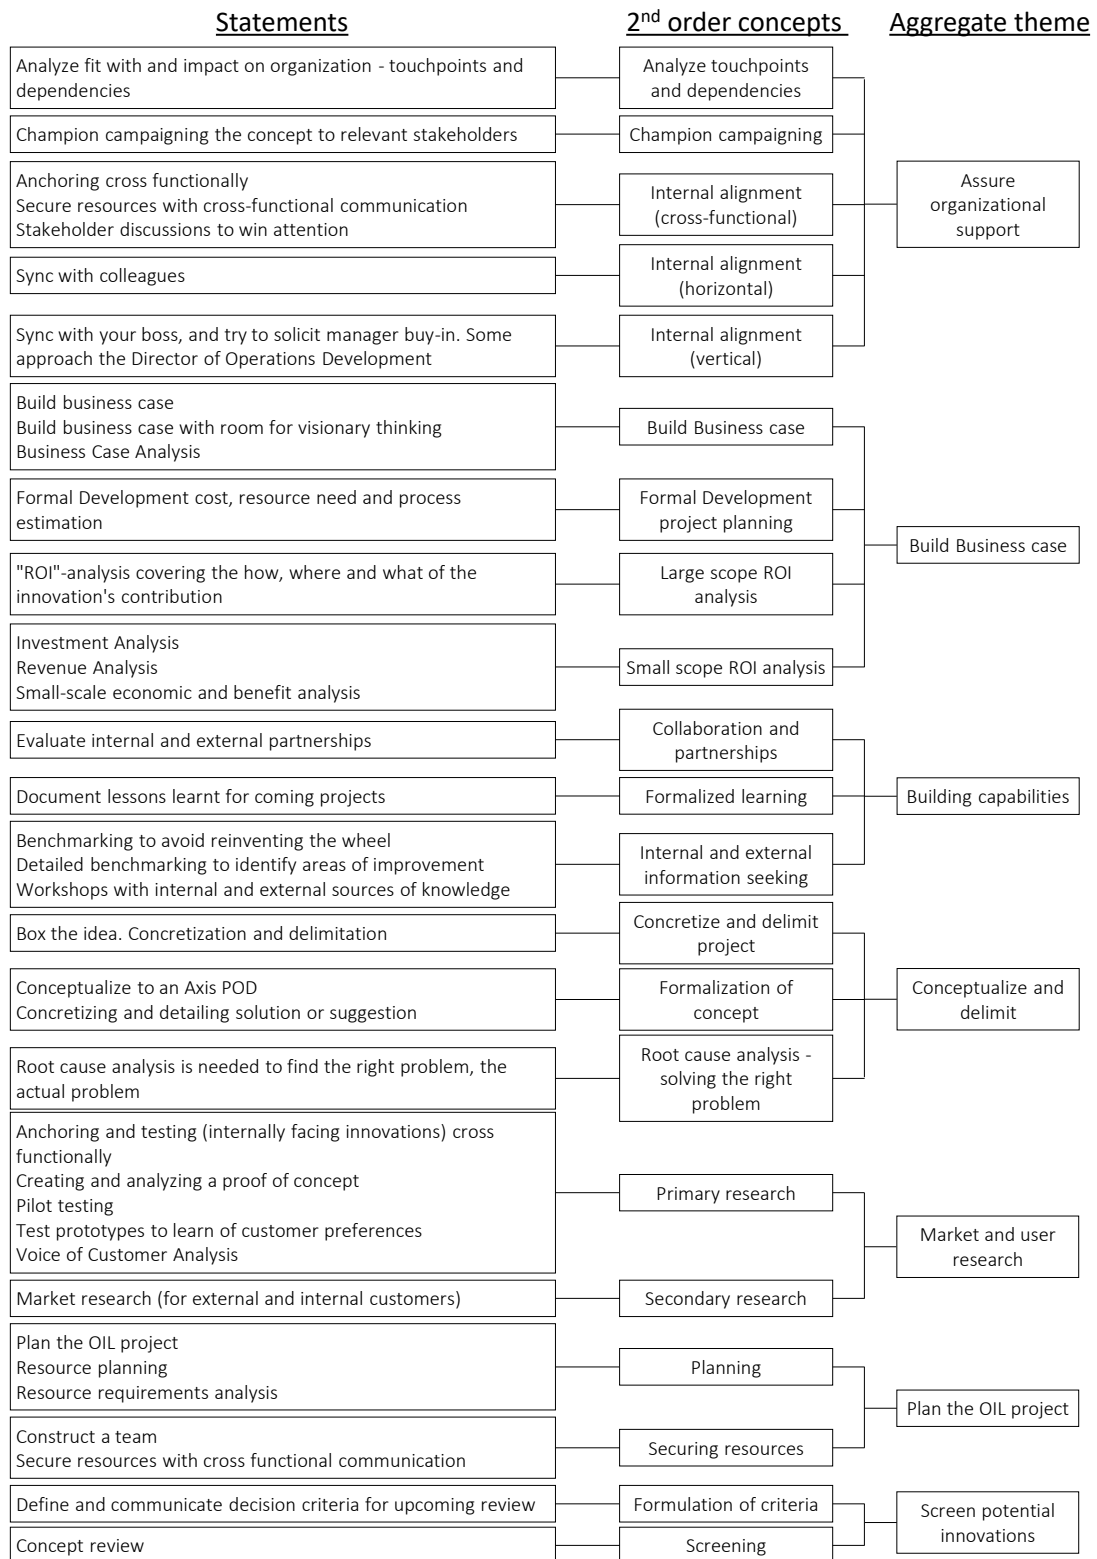 Statements
2nd order concepts
Aggregate theme
Analyze fit with and impact on organization - touchpoints and
dependencies
Analyze touchpoints
and dependencies
Champion campaigning the concept to relevant stakeholders
Champion campaigning
Anchoring cross functionally
Secure resources with cross-functional communication
Stakeholder discussions to win attention
Internal alignment
(cross-functional)
Assure
organizational
support
Sync with colleagues
Internal alignment
(horizontal)
Sync with your boss, and try to solicit manager buy-in. Some
approach the Director of Operations Development
Internal alignment
(vertical)
Build business case
Build business case with room for visionary thinking
Business Case Analysis
Build Business case
Formal Development cost, resource need and process
estimation
Formal Development
project planning
Build Business case
"ROI"-analysis covering the how, where and what of the
innovation's contribution
Large scope ROI
analysis
Investment Analysis
Revenue Analysis
Small-scale economic and benefit analysis
Small scope ROI analysis
Evaluate internal and external partnerships
Collaboration and
partnerships
Document lessons learnt for coming projects
Formalized learning
Building capabilities
Benchmarking to avoid reinventing the wheel
Detailed benchmarking to identify areas of improvement
Workshops with internal and external sources of knowledge
Internal and external
information seeking
Box the idea. Concretization and delimitation
Concretize and delimit
project
Conceptualize to an Axis POD
Concretizing and detailing solution or suggestion
Formalization of
concept
Conceptualize and
delimit
Root cause analysis is needed to find the right problem, the
actual problem
Root cause analysis -
solving the right
problem
Anchoring and testing (internally facing innovations) cross
functionally
Creating and analyzing a proof of concept
Pilot testing
Test prototypes to learn of customer preferences
Voice of Customer Analysis
Primary research
Market and user
research
Market research (for external and internal customers)
Secondary research
Plan the OIL project
Resource planning
Resource requirements analysis
Planning
Plan the OIL project
Construct a team
Secure resources with cross functional communication
Securing resources
Define and communicate decision criteria for upcoming review
Formulation of criteria
Screen potential
innovations
Concept review
Screening